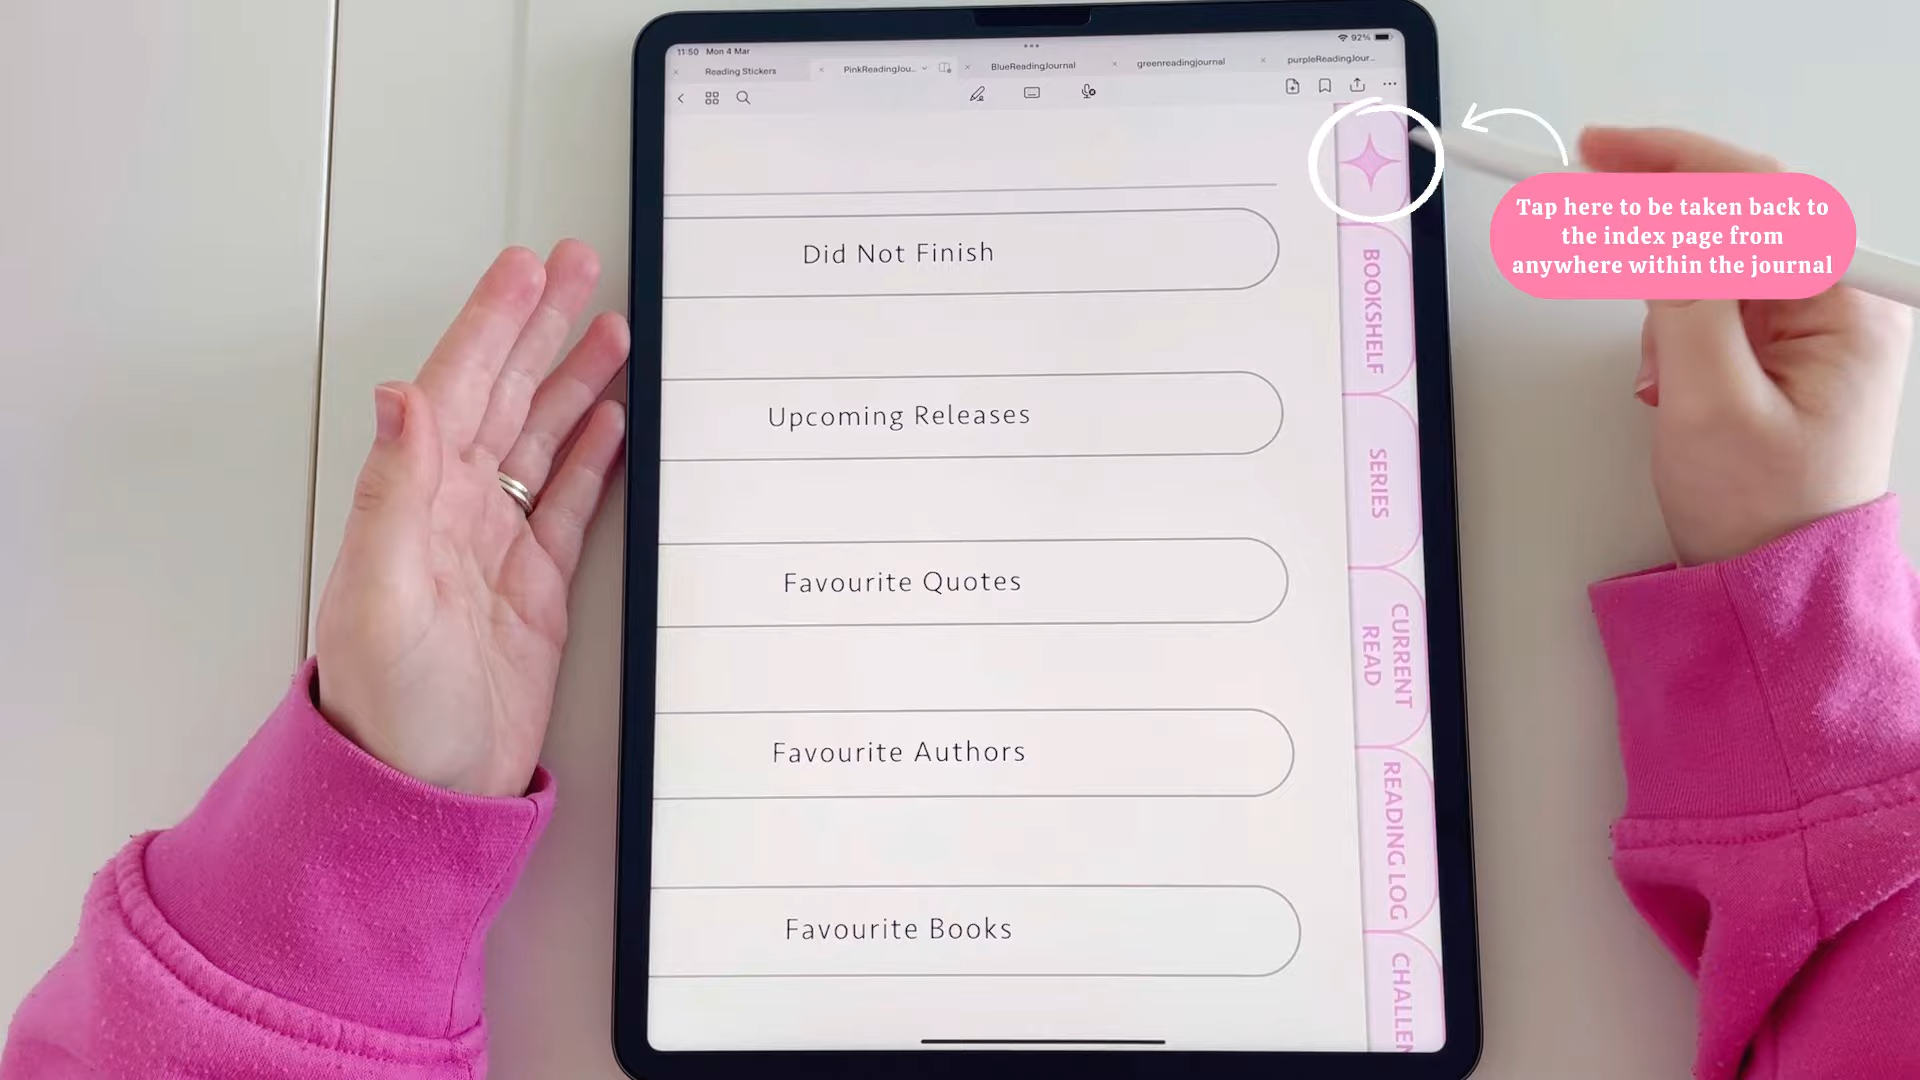 11:50 Mon 4 Mar
92%
Reading Stickers
PinkReadingJou...
BlueReadingJournal
greenreadingjournal
purpleReadingJour...
Tap here to be taken back to
the index page from
anywhere within the journal
Did Not Finish
Upcoming Releases
Favourite Quotes
Favourite Authors
Favourite Books
BOOKSHELF
SERIES
CURRENT
READ
READING LOG
CHALLEN